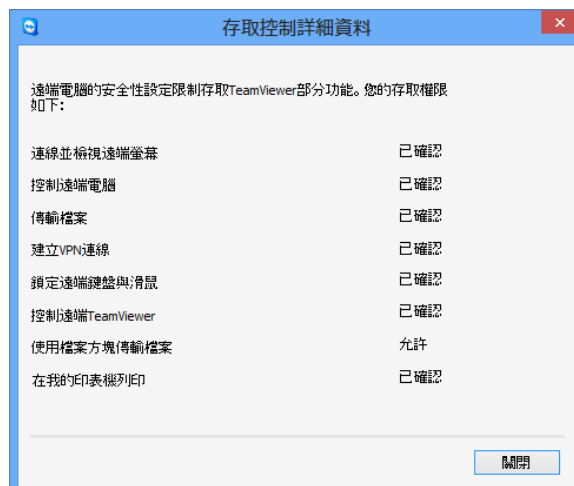 存取控制詳細資料
遠端電腦的安全性設定限制存取TeamViewer部分功能。您的存取權限
如下:
連線並檢視遠端螢幕 已確認
控制遠端電腦 已確認
傳輸檔案 已確認
建立VPN連線 已確認
鎖定遠端鍵盤與滑鼠 已確認
控制遠端TeamViewer 已確認
使用檔案方塊傳輸檔案 允許
在我的印表機列印 已確認
關閉